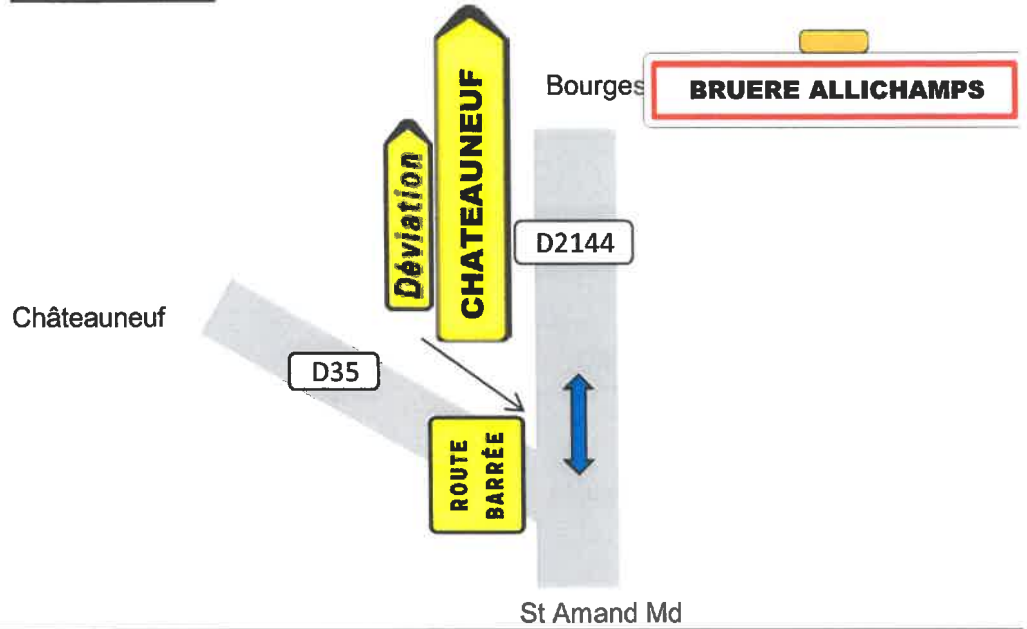 Bourges
BRUERE ALLICHAMPS
Déviation
CHATEAUNEUF
D2144
Châteauneuf
D35
ROUTE
BARRÉE
St Amand Md